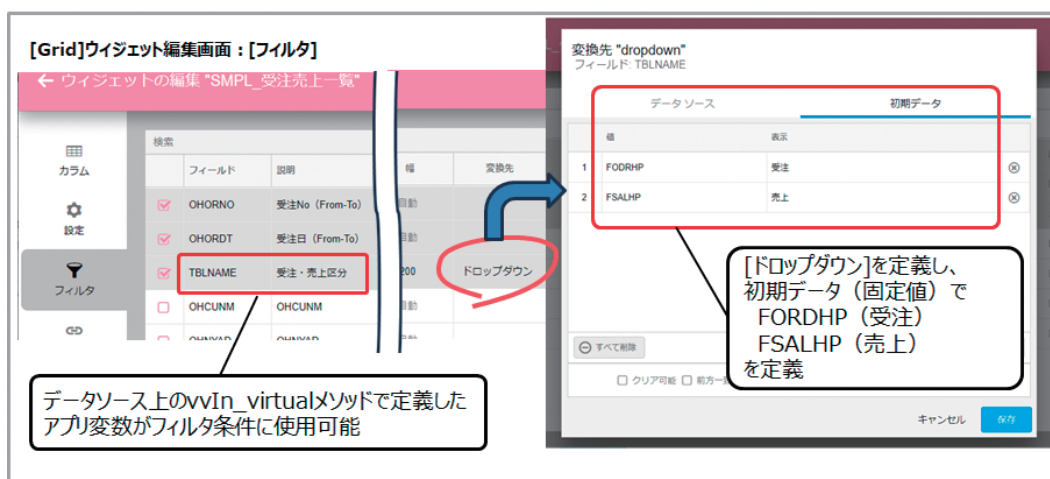 [Grid]ウィジェット編集画面：[フィルタ]
← ウィジェットの編集 "SMPL_受注売上一覧"
カラム
設定
フィルタ
検索
フィールド 説明 幅 変換先
OHORNO 受注No（From-To） 自動
OHORDT 受注日（From-To） 自動
TBLNAME 受注・売上区分 200 ドロップダウン
OHCUNM OHCUNM 自動
データソース上のvvIn_virtualメソッドで定義した
アプリ変数がフィルタ条件に使用可能
変換先 "dropdown"
フィールド: TBLNAME
データ ソース 初期データ
値 表示
1 FODRHP 受注
2 FSALHP 売上
[ドロップダウン]を定義し、
初期データ（固定値）で
FORDHP（受注）
FSALHP（売上）
を定義
すべて削除
クリア可能 前方一
キャンセル 保存